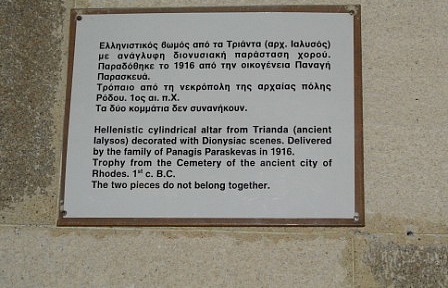 Ελληνιστικός βωμός από τα Τριάντα (αρχ. Ιαλυσός)
με ανάγλυφη διονυσιακή παράσταση χορού.
Παραδόθηκε το 1916 από την οικογένεια Παναγή
Παρασκευά.
Τρόπαιο από τη νεκρόπολη της αρχαίας πόλης
Ρόδου. 1ος αι. π.Χ.
Τα δύο κομμάτια δεν συνανήκουν.
Hellenistic cylindrical altar from Trianda (ancient
Ialysos) decorated with Dionysiac scenes. Delivered
by the family of Panagis Paraskevas in 1916.
Trophy from the Cemetery of the ancient city of
Rhodes. 1st c. B.C.
The two pieces do not belong together.